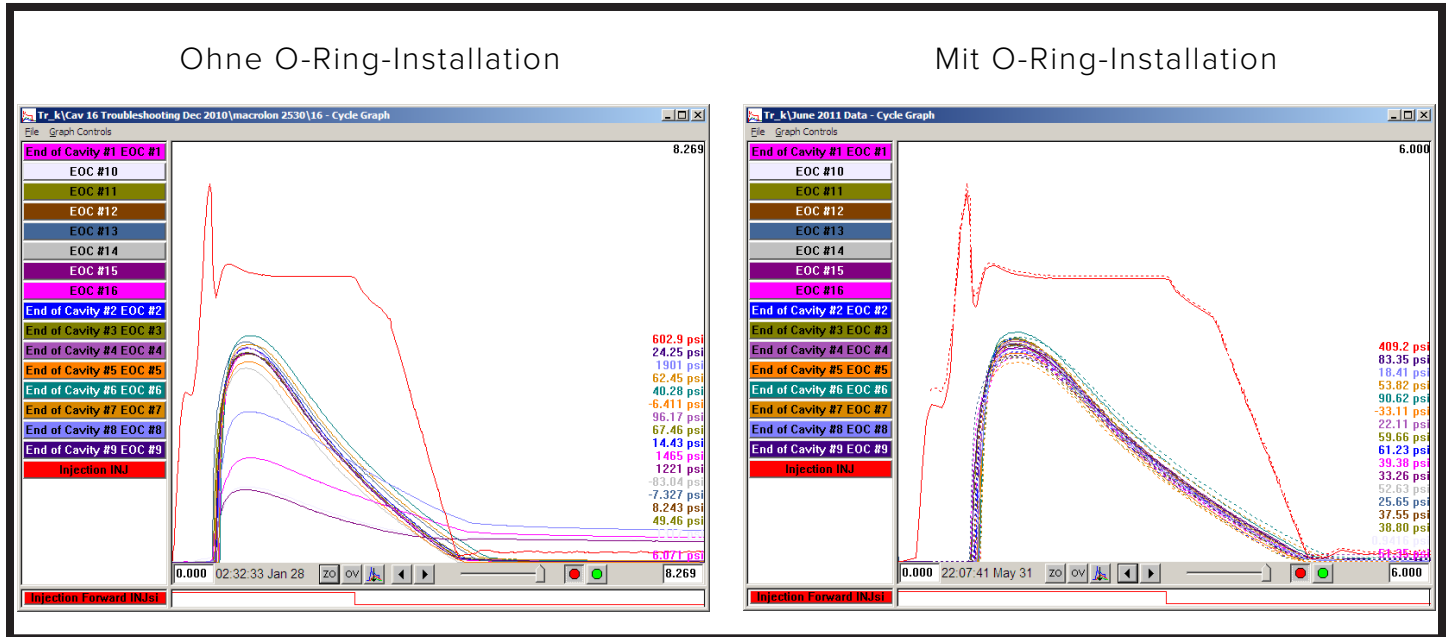 Ohne O-Ring-Installation
Tr_k\Cav 16 Troubleshooting Dec 2010\macrolon 2530\16 - Cycle Graph
File Graph Controls
End of Cavity #1 EOC #1
EOC #10
EOC #11
EOC #12
EOC #13
EOC #14
EOC #15
EOC #16
End of Cavity #2 EOC #2
End of Cavity #3 EOC #3
End of Cavity #4 EOC #4
End of Cavity #5 EOC #5
End of Cavity #6 EOC #6
End of Cavity #7 EOC #7
End of Cavity #8 EOC #8
End of Cavity #9 EOC #9
Injection INJ
8.269
602.9 psi
24.25 psi
1901 psi
62.45 psi
40.28 psi
-6.411 psi
96.17 psi
67.46 psi
14.43 psi
1465 psi
1221 psi
-83.04 psi
-7.327 psi
8.243 psi
49.46 psi
6.071 psi
0.000 02:32:33 Jan 28 ZO OV 8.269
Injection Forward INJsi
Mit O-Ring-Installation
Tr_k\June 2011 Data - Cycle Graph
File Graph Controls
End of Cavity #1 EOC #1
EOC #10
EOC #11
EOC #12
EOC #13
EOC #14
EOC #15
EOC #16
End of Cavity #2 EOC #2
End of Cavity #3 EOC #3
End of Cavity #4 EOC #4
End of Cavity #5 EOC #5
End of Cavity #6 EOC #6
End of Cavity #7 EOC #7
End of Cavity #8 EOC #8
End of Cavity #9 EOC #9
Injection INJ
6.000
409.2 psi
83.35 psi
18.41 psi
53.82 psi
90.62 psi
-33.11 psi
22.11 psi
59.66 psi
61.23 psi
39.38 psi
33.26 psi
52.63 psi
25.65 psi
37.55 psi
38.80 psi
0.9416 psi
61.35 psi
0.000 22:07:41 May 31 ZO OV 6.000
Injection Forward INJsi